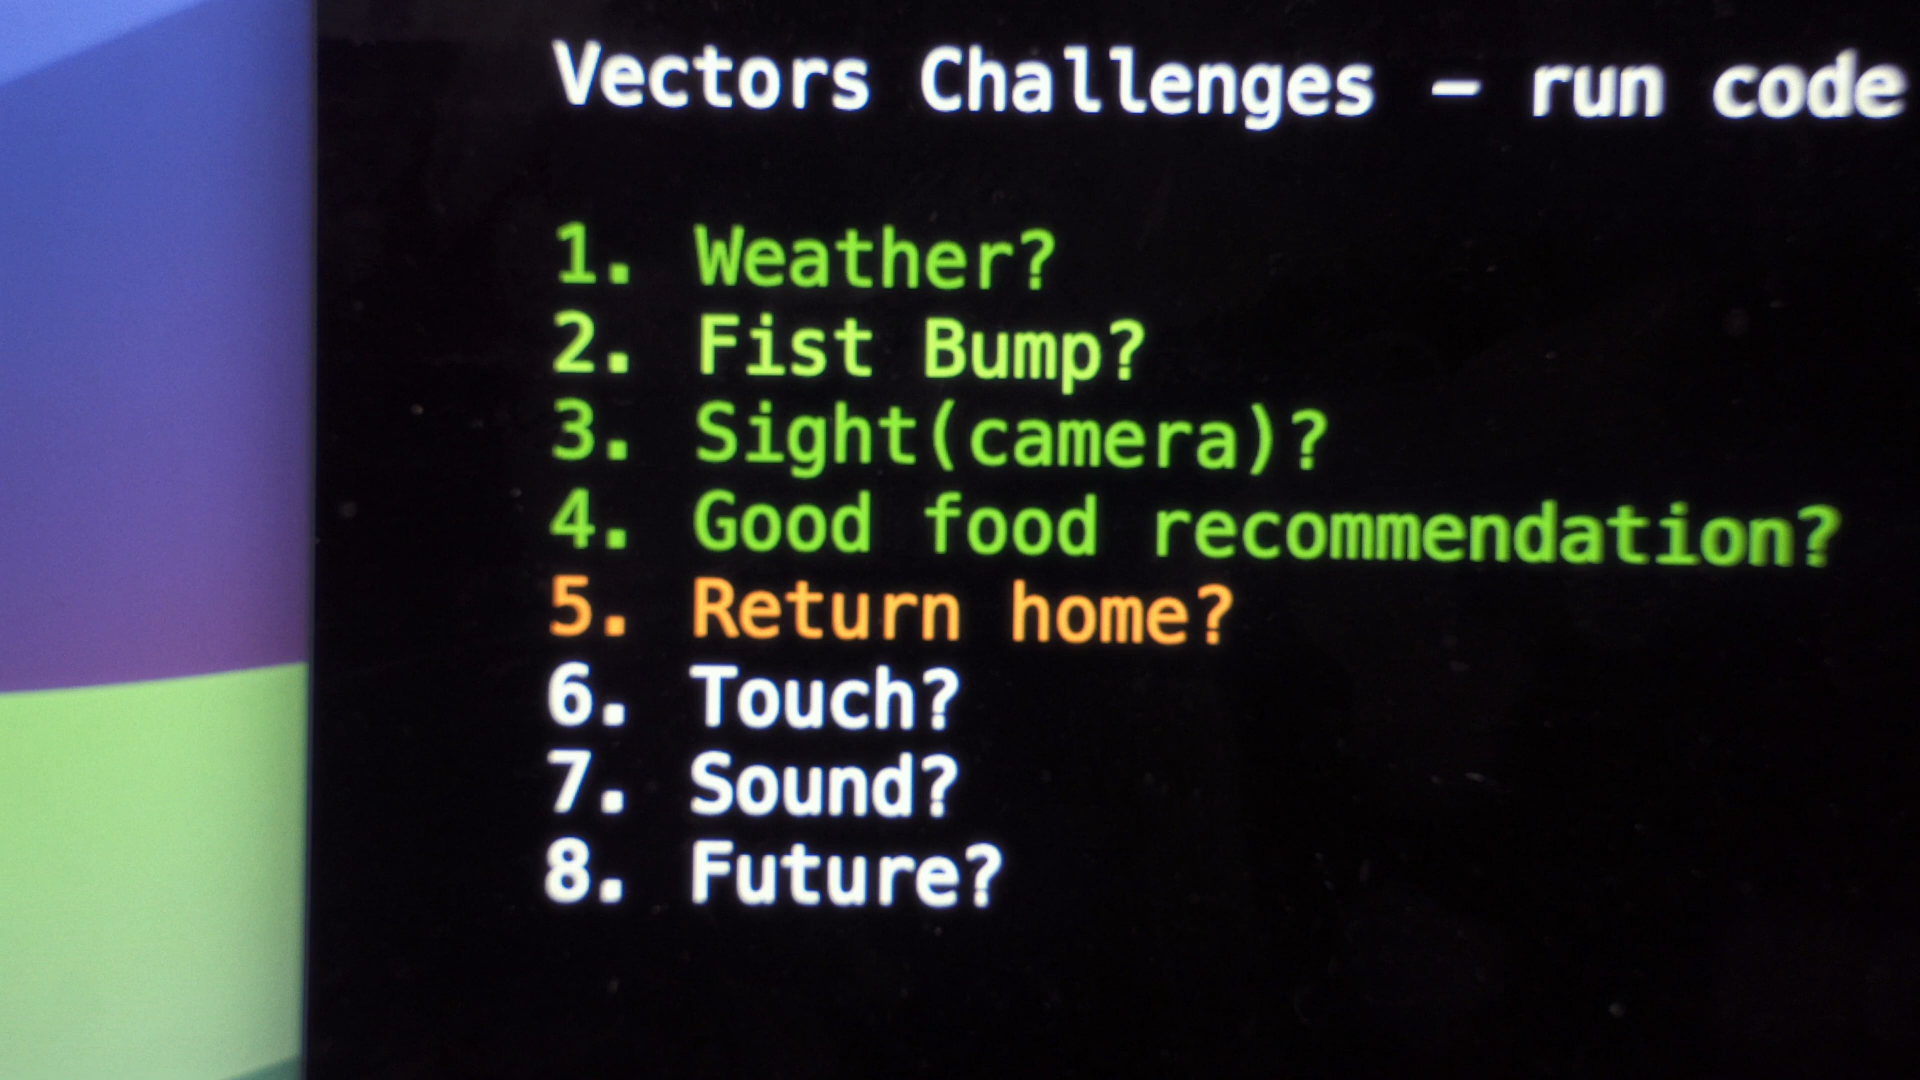 Vectors Challenges – run code
1. Weather?
2. Fist Bump?
3. Sight(camera)?
4. Good food recommendation?
5. Return home?
6. Touch?
7. Sound?
8. Future?